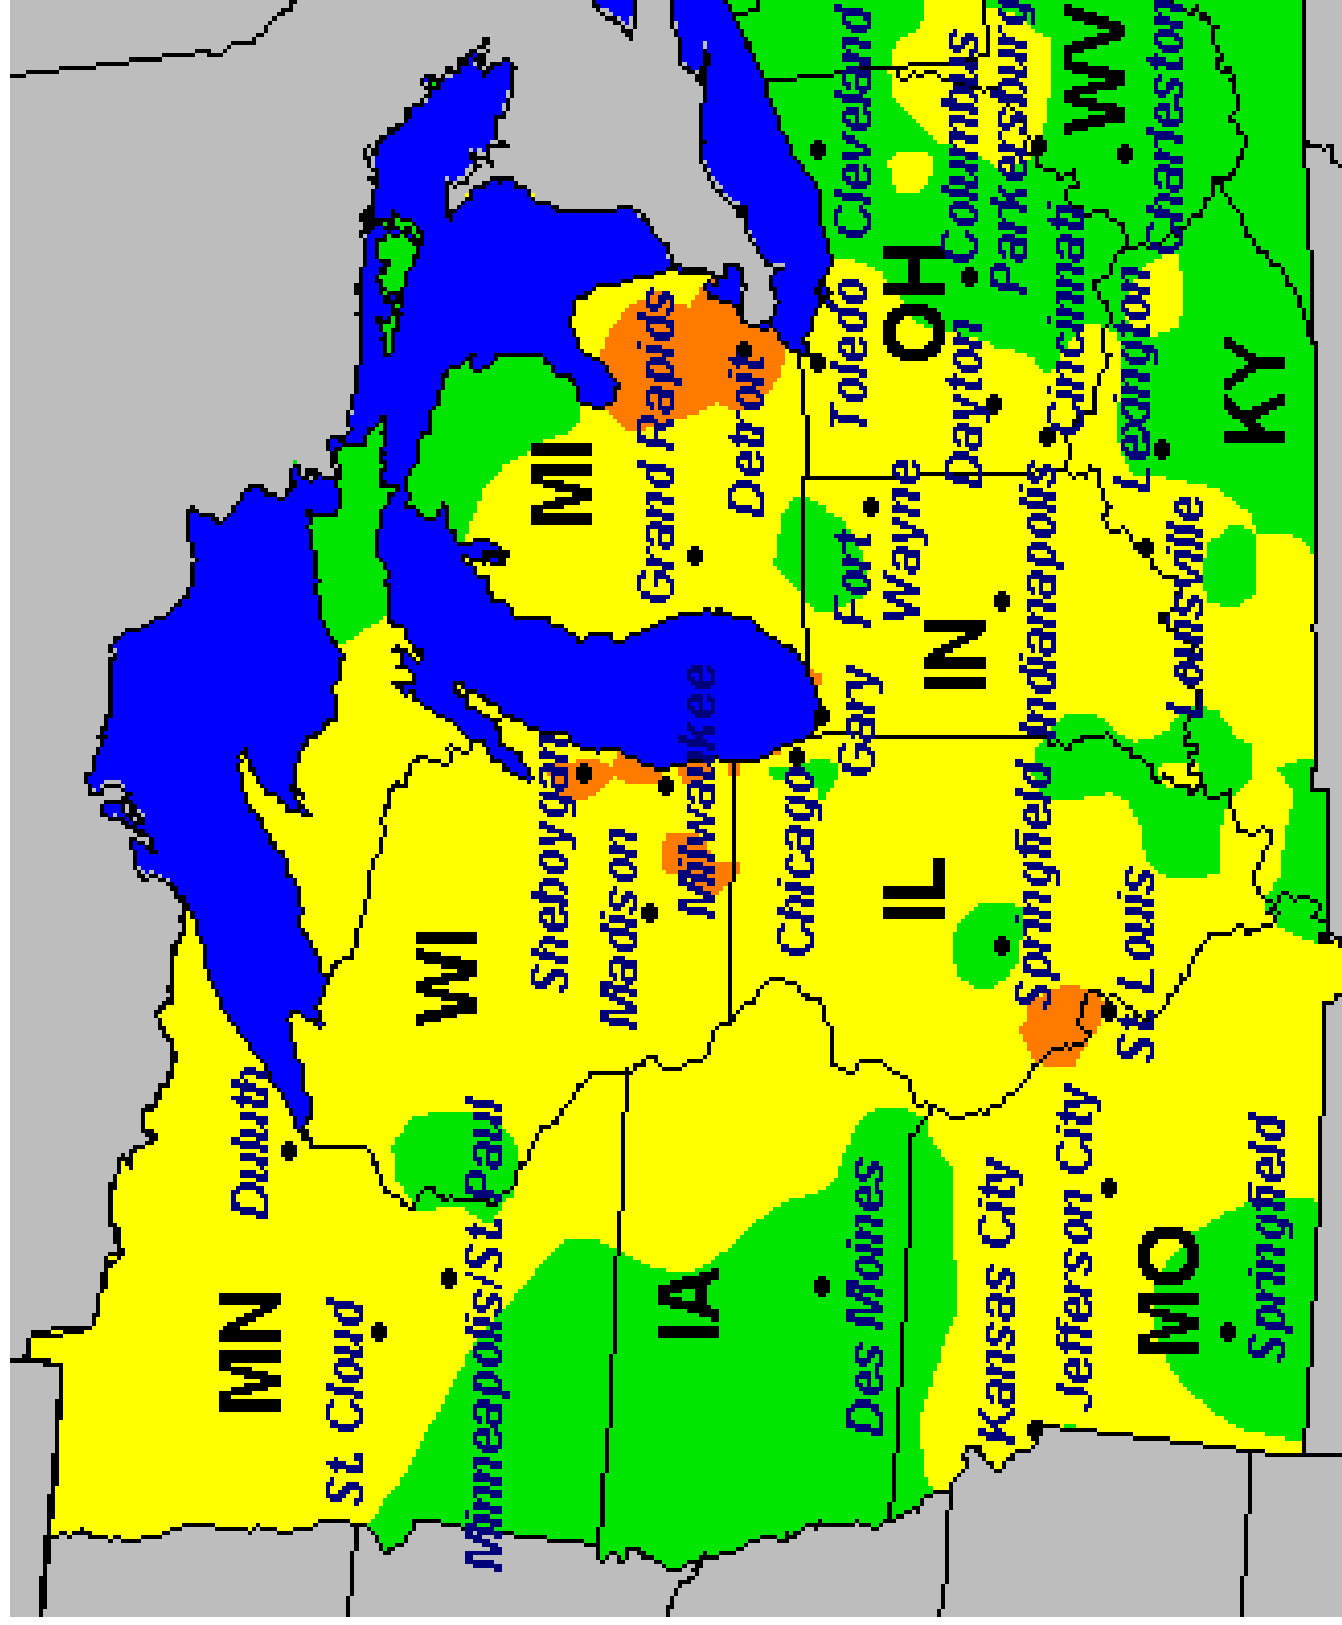 MN
Duluth
St Cloud
Minneapolis/St Paul
WI
Sheboygan
Madison
Milwaukee
MI
Grand Rapids
Detroit
IA
Des Moines
IL
Chicago
Springfield
IN
Gary
Fort
Wayne
Indianapolis
OH
Toledo
Cleveland
Columbus
Dayton
Cincinnati
Parkersburg
WV
Charleston
KY
Lexington
Louisville
MO
Kansas City
Jefferson City
St Louis
Springfield